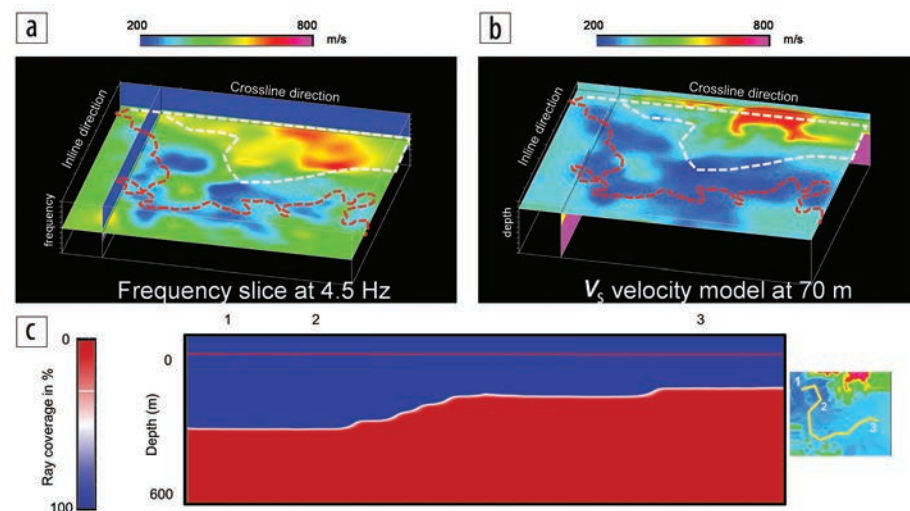 a
200
800
m/s
Crossline direction
Inline direction
frequency
Frequency slice at 4.5 Hz
b
200
800
m/s
Crossline direction
Inline direction
depth
Vs velocity model at 70 m
c
0
Ray coverage in %
100
1 2 3
0
Depth (m)
600
1
2
3